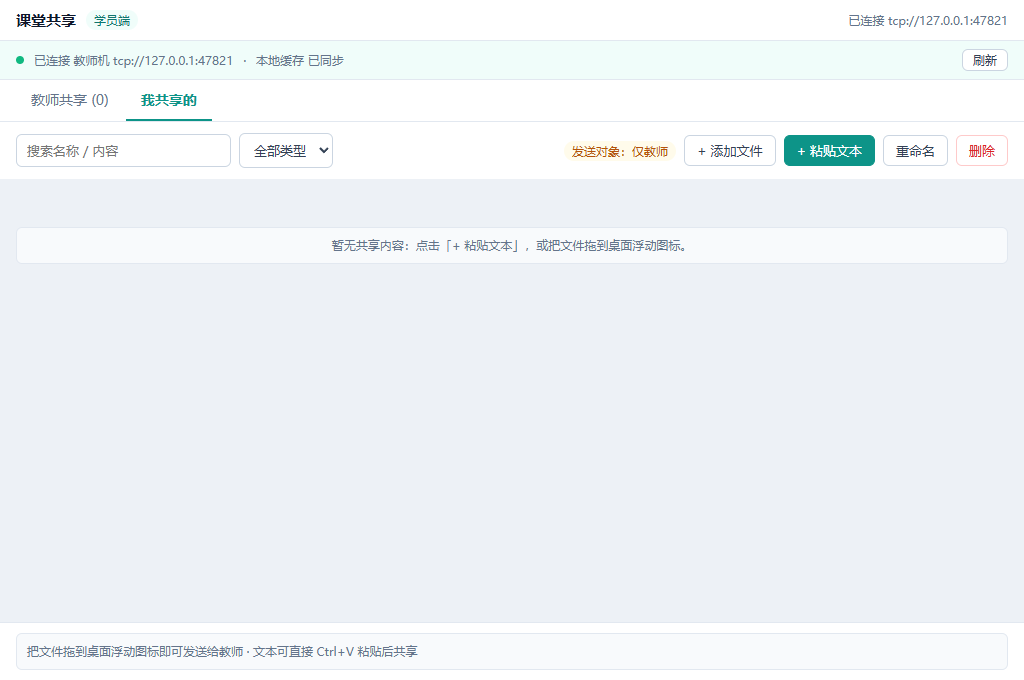 课堂共享 学员端 已连接 tcp://127.0.0.1:47821
已连接 教师机 tcp://127.0.0.1:47821 · 本地缓存 已同步 刷新
教师共享 (0) 我共享的
搜索名称 / 内容 全部类型 发送对象：仅教师 + 添加文件 + 粘贴文本 重命名 删除
暂无共享内容：点击「+ 粘贴文本」，或把文件拖到桌面浮动图标。
把文件拖到桌面浮动图标即可发送给教师 · 文本可直接 Ctrl+V 粘贴后共享